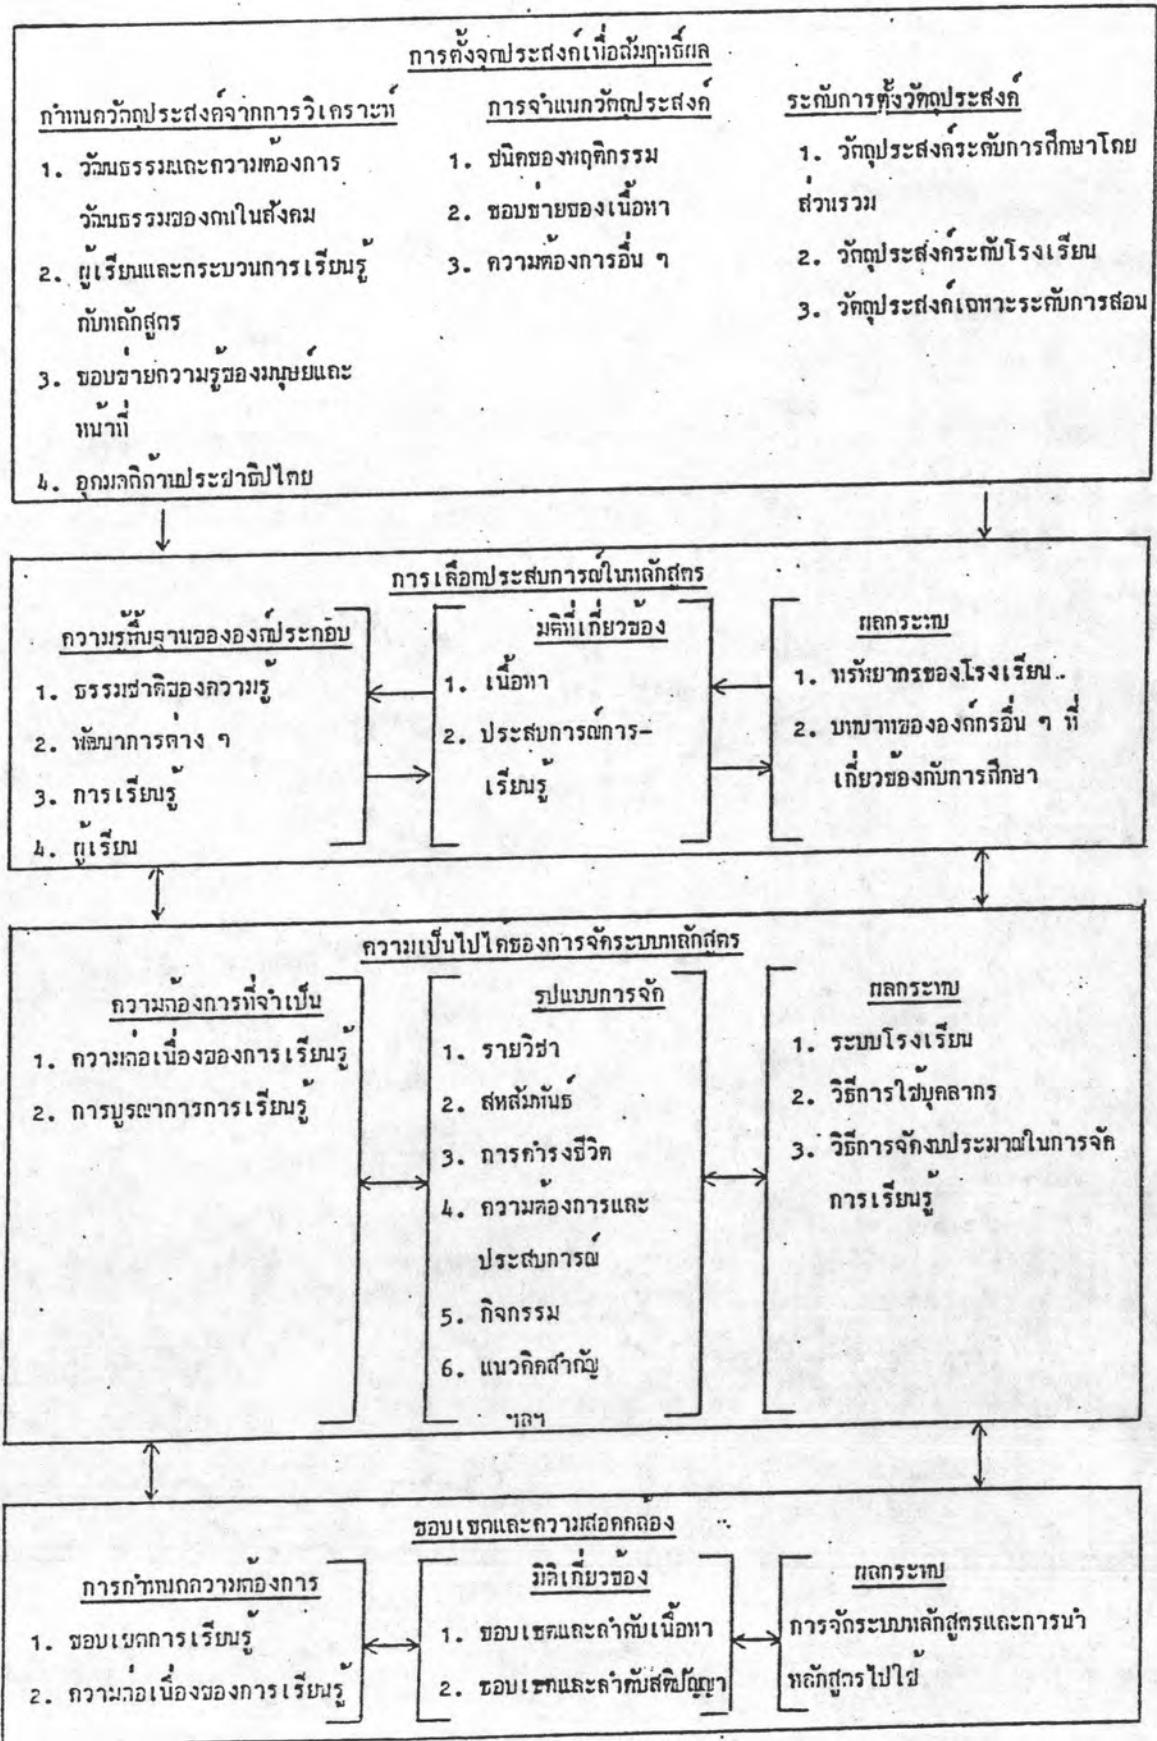 การตั้งจุดประสงค์เพื่อสัมฤทธิ์ผล
กำหนดวัตถุประสงค์จากการวิเคราะห์
1. วัฒนธรรมและความต้องการ
วัฒนธรรมของคนในสังคม
2. ผู้เรียนและกระบวนการเรียนรู้
กับหลักสูตร
3. ขอบข่ายความรู้ของมนุษย์และ
หน้าที่
4. อุดมคติด้านประชาธิปไตย
การจำแนกวัตถุประสงค์
1. ชนิดของพฤติกรรม
2. ขอบข่ายของเนื้อหา
3. ความต้องการอื่น ๆ
ระดับการตั้งวัตถุประสงค์
1. วัตถุประสงค์ระดับการศึกษาโดย
ส่วนรวม
2. วัตถุประสงค์ระดับโรงเรียน
3. วัตถุประสงค์เฉพาะระดับการสอน
การเลือกประสบการณ์ในหลักสูตร
ความรู้พื้นฐานขององค์ประกอบ
1. ธรรมชาติของความรู้
2. พัฒนาการต่าง ๆ
3. การเรียนรู้
4. ผู้เรียน
มิติที่เกี่ยวข้อง
1. เนื้อหา
2. ประสบการณ์การ-
เรียนรู้
ผลกระทบ
1. ทรัพยากรของโรงเรียน
2. บทบาทขององค์กรอื่น ๆ ที่
เกี่ยวข้องกับการศึกษา
ความเป็นไปได้ของการจัดระบบหลักสูตร
ความต้องการที่จำเป็น
1. ความต่อเนื่องของการเรียนรู้
2. การบูรณาการการเรียนรู้
รูปแบบการจัด
1. รายวิชา
2. สหสัมพันธ์
3. การดำรงชีวิต
4. ความต้องการและ
ประสบการณ์
5. กิจกรรม
6. แนวคิดสำคัญ
ฯลฯ
ผลกระทบ
1. ระบบโรงเรียน
2. วิธีการใช้บุคลากร
3. วิธีการจัดงบประมาณในการจัด
การเรียนรู้
ขอบเขตและความสอดคล้อง
การกำหนดความต้องการ
1. ขอบเขตการเรียนรู้
2. ความต่อเนื่องของการเรียนรู้
มิติเกี่ยวข้อง
1. ขอบเขตและลำดับเนื้อหา
2. ขอบเขตและลำดับสติปัญญา
ผลกระทบ
การจัดระบบหลักสูตรและการนำ
หลักสูตรไปใช้